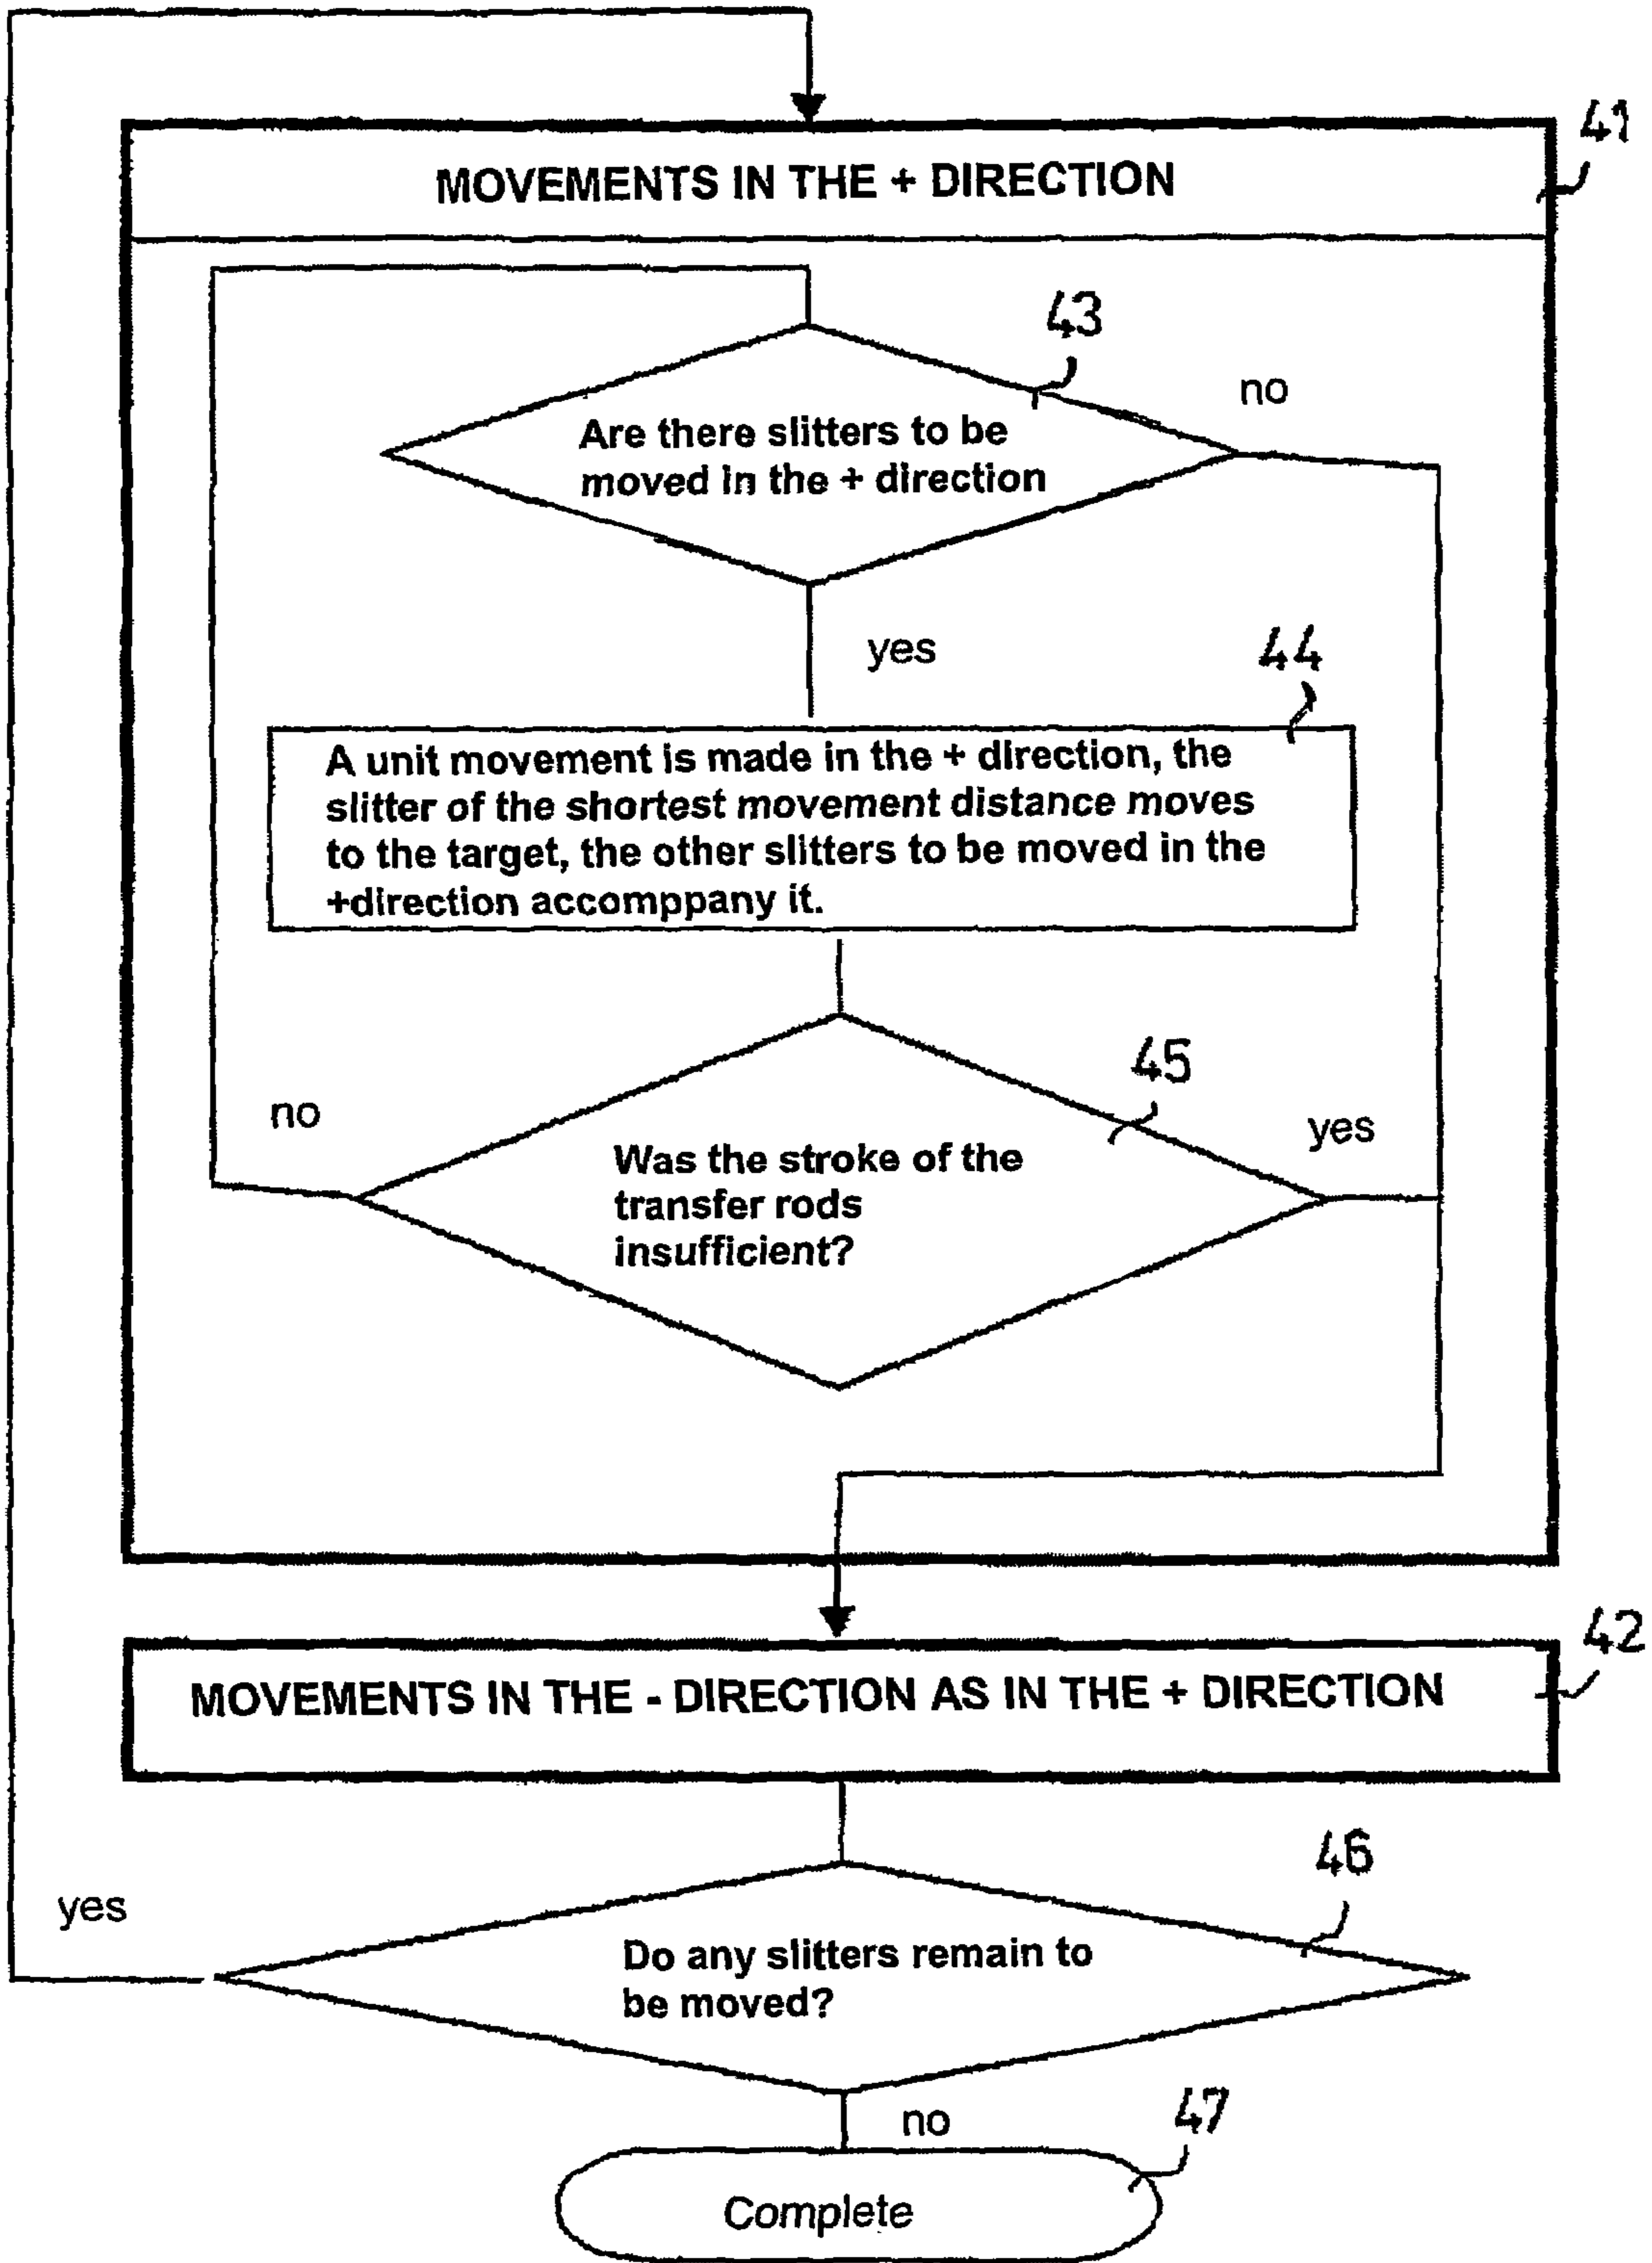 41
MOVEMENTS IN THE + DIRECTION
43
no
Are there slitters to be
moved in the + direction
yes
44
A unit movement is made in the + direction, the
slitter of the shortest movement distance moves
to the target, the other slitters to be moved in the
+direction accomppany it.
45
no
yes
Was the stroke of the
transfer rods
insufficient?
42
MOVEMENTS IN THE - DIRECTION AS IN THE + DIRECTION
46
yes
Do any slitters remain to
be moved?
no
47
Complete